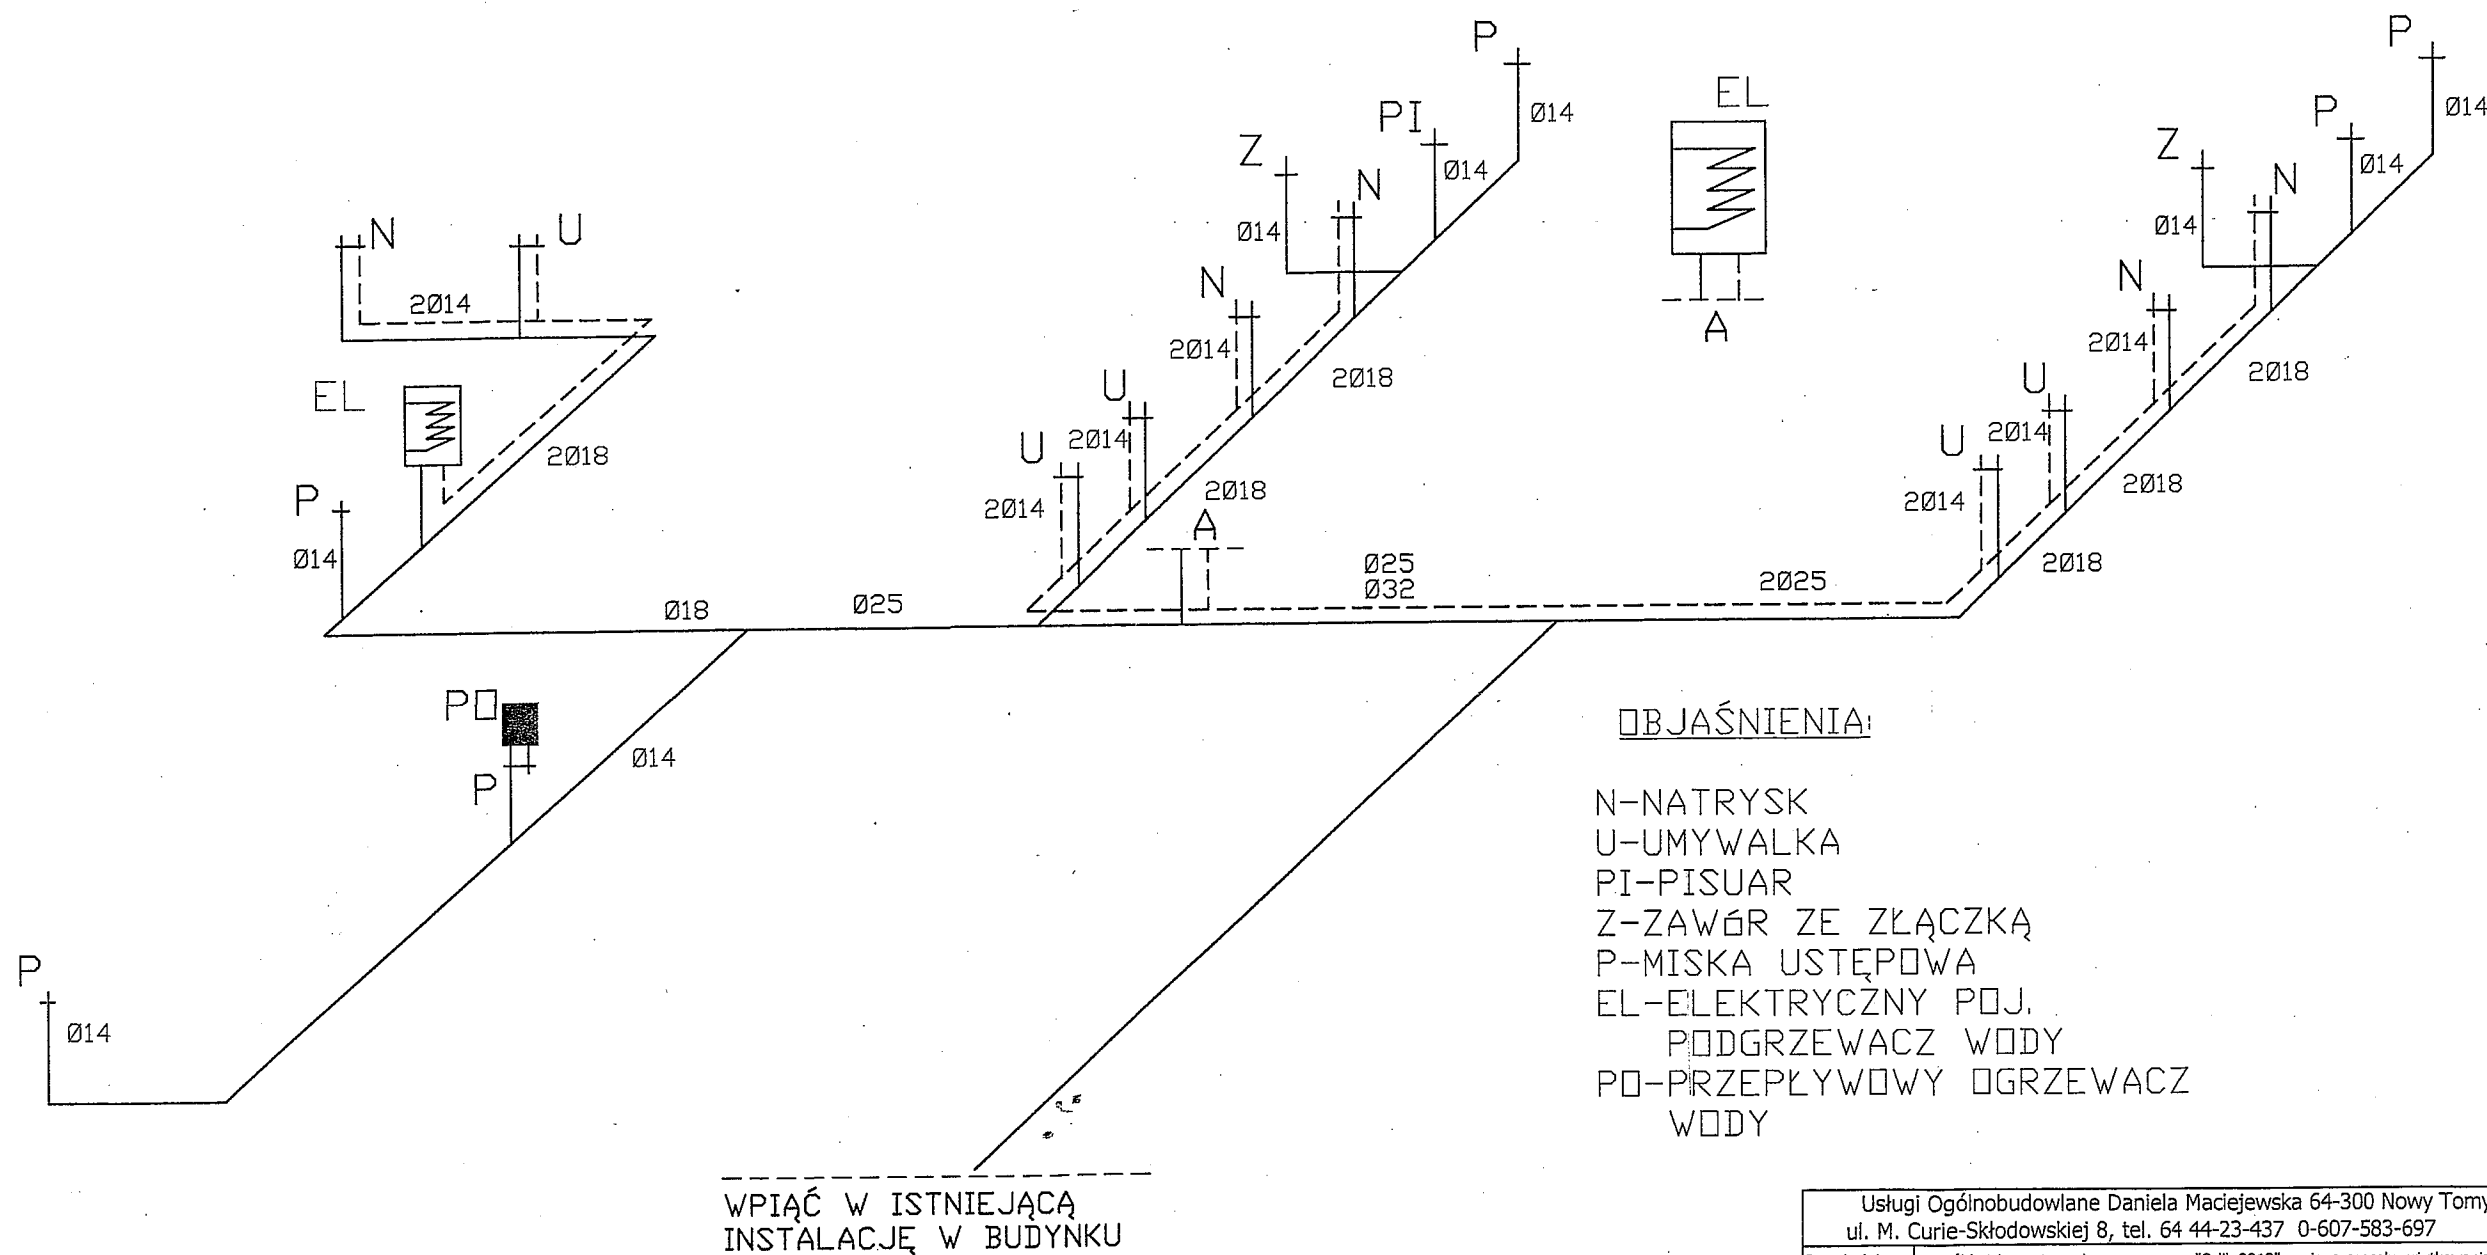 P
P
EL
PI
Ø14
Ø14
P
Z
Z
Ø14
Ø14
N
N
Ø14
Ø14
N
U
N
N
2Ø14
2Ø14
2Ø14
2Ø18
2Ø18
A
EL
U
U
2Ø18
U
2Ø14
U
2Ø14
P
2Ø14
2Ø18
2Ø14
2Ø18
A
Ø14
Ø25
Ø32
2Ø18
Ø18
Ø25
2Ø25
PO
Ø14
P
P
Ø14
OBJAŚNIENIA:
N-NATRYSK
U-UMYWALKA
PI-PISUAR
Z-ZAWóR ZE ZŁĄCZKĄ
P-MISKA USTĘPOWA
EL-ELEKTRYCZNY POJ.
PODGRZEWACZ WODY
PO-PRZEPŁYWOWY OGRZEWACZ
WODY
WPIĄĆ W ISTNIEJĄCĄ
INSTALACJĘ W BUDYNKU
Usługi Ogólnobudowlane Daniela Maciejewska 64-300 Nowy Tomy
ul. M. Curie-Skłodowskiej 8, tel. 64 44-23-437 0-607-583-697